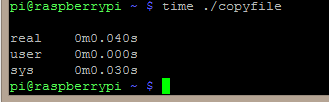 pi@raspberrypi ~ $ time ./copyfile
real 0m0.040s
user 0m0.000s
sys 0m0.030s
pi@raspberrypi ~ $